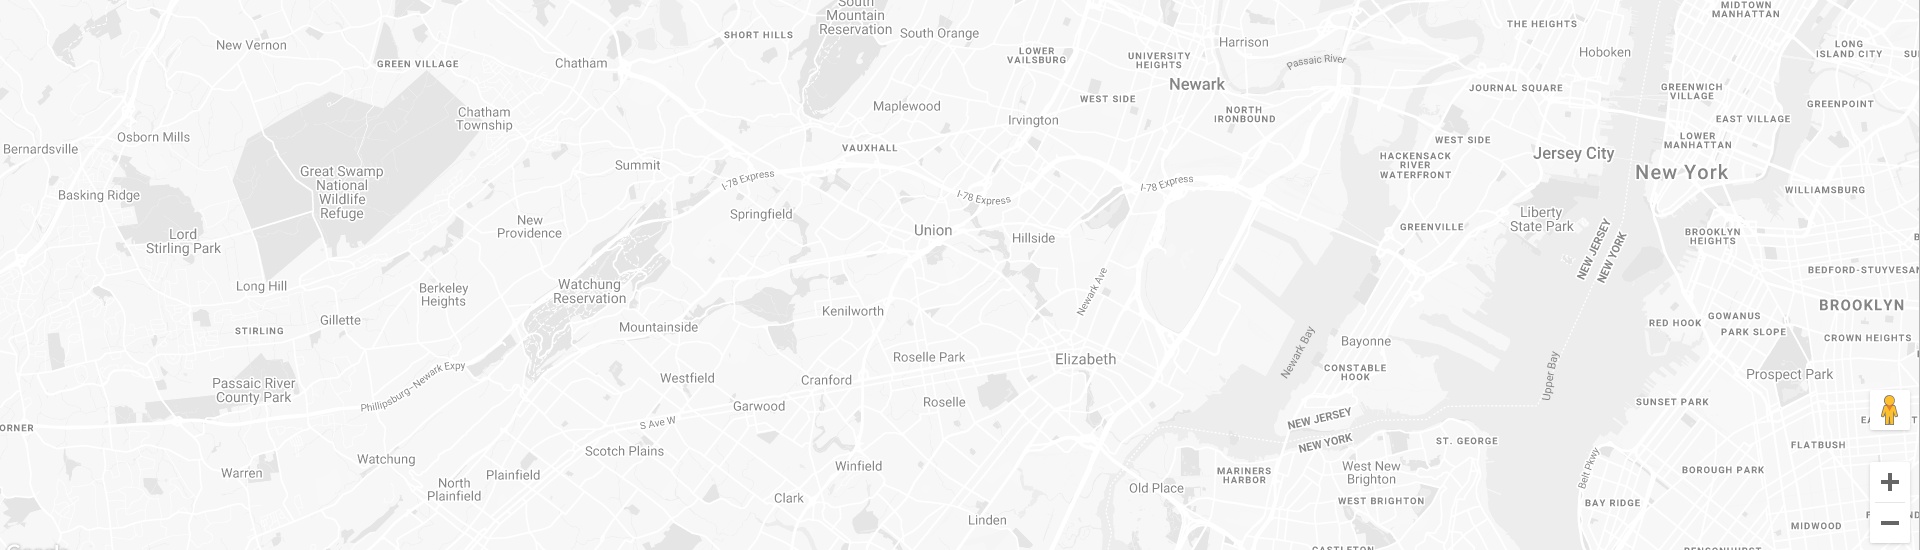 MIDTOWN
MANHATTAN
South
Mountain
Reservation
THE HEIGHTS
SHORT HILLS
South Orange
New Vernon
Harrison
LONG
ISLAND CITY
LOWER
VAILSBURG
Hoboken
UNIVERSITY
HEIGHTS
Passaic River
GREEN VILLAGE
Chatham
Newark
JOURNAL SQUARE
GREENWICH
VILLAGE
WEST SIDE
Maplewood
GREENPOINT
Chatham
Township
NORTH
IRONBOUND
Irvington
EAST VILLAGE
Osborn Mills
WEST SIDE
LOWER
MANHATTAN
Bernardsville
VAUXHALL
Jersey City
HACKENSACK
RIVER
WATERFRONT
Summit
New York
Great Swamp
National
Wildlife
Refuge
I-78 Express
I-78 Express
I-78 Express
WILLIAMSBURG
Basking Ridge
Springfield
Liberty
State Park
New
Providence
GREENVILLE
Union
Hillside
BROOKLYN
HEIGHTS
Lord
Stirling Park
NEW JERSEY
NEW YORK
BEDFORD-STUYVESAN
Long Hill
Berkeley
Heights
Watchung
Reservation
Newark Ave
BROOKLYN
Kenilworth
GOWANUS
Gillette
RED HOOK
STIRLING
Mountainside
PARK SLOPE
CROWN HEIGHTS
Bayonne
Newark Bay
Roselle Park
Elizabeth
CONSTABLE
HOOK
Upper Bay
Prospect Park
Phillipsburg-Newark Expy
Westfield
Cranford
Passaic River
County Park
Roselle
SUNSET PARK
Garwood
NEW JERSEY
NEW YORK
S Ave W
ORNER
ST. GEORGE
FLATBUSH
Scotch Plains
Watchung
Winfield
MARINERS
HARBOR
West New
Brighton
Belt Pkwy
BOROUGH PARK
Warren
Plainfield
North
Plainfield
Old Place
Clark
WEST BRIGHTON
BAY RIDGE
Linden
MIDWOOD
CASTLETON
BENSONHURST